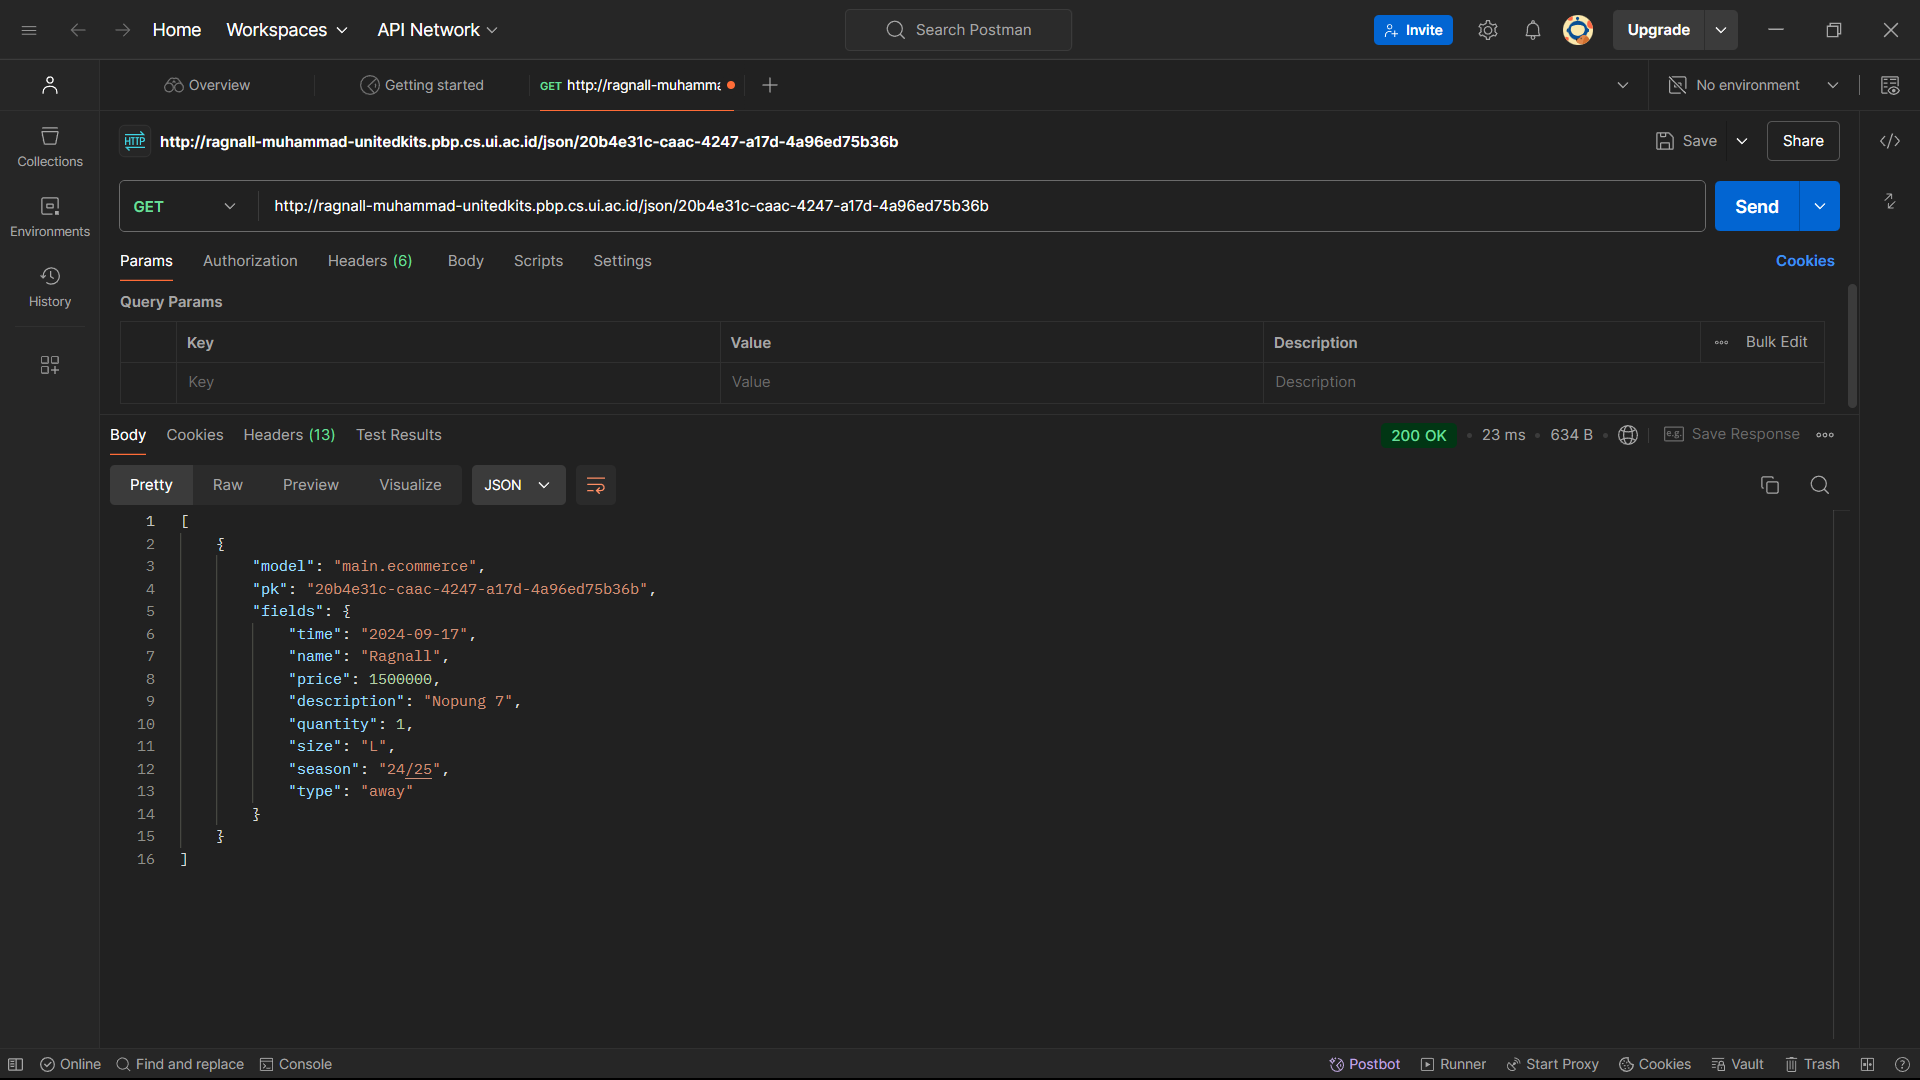 Home Workspaces API Network Search Postman Invite Upgrade
Overview Getting started GET http://ragnall-muhamma No environment
HTTP http://ragnall-muhammad-unitedkits.pbp.cs.ui.ac.id/json/20b4e31c-caac-4247-a17d-4a96ed75b36b Save Share
Collections
GET http://ragnall-muhammad-unitedkits.pbp.cs.ui.ac.id/json/20b4e31c-caac-4247-a17d-4a96ed75b36b Send
Environments
Params Authorization Headers (6) Body Scripts Settings Cookies
History
Query Params
Key Value Description Bulk Edit
Key Value Description
Body Cookies Headers (13) Test Results 200 OK 23 ms 634 B e.g. Save Response
Pretty Raw Preview Visualize JSON
1 [
2 {
3 "model": "main.ecommerce",
4 "pk": "20b4e31c-caac-4247-a17d-4a96ed75b36b",
5 "fields": {
6 "time": "2024-09-17",
7 "name": "Ragnall",
8 "price": 1500000,
9 "description": "Nopung 7",
10 "quantity": 1,
11 "size": "L",
12 "season": "24/25",
13 "type": "away"
14 }
15 }
16 ]
Online Find and replace Console Postbot Runner Start Proxy Cookies Vault Trash